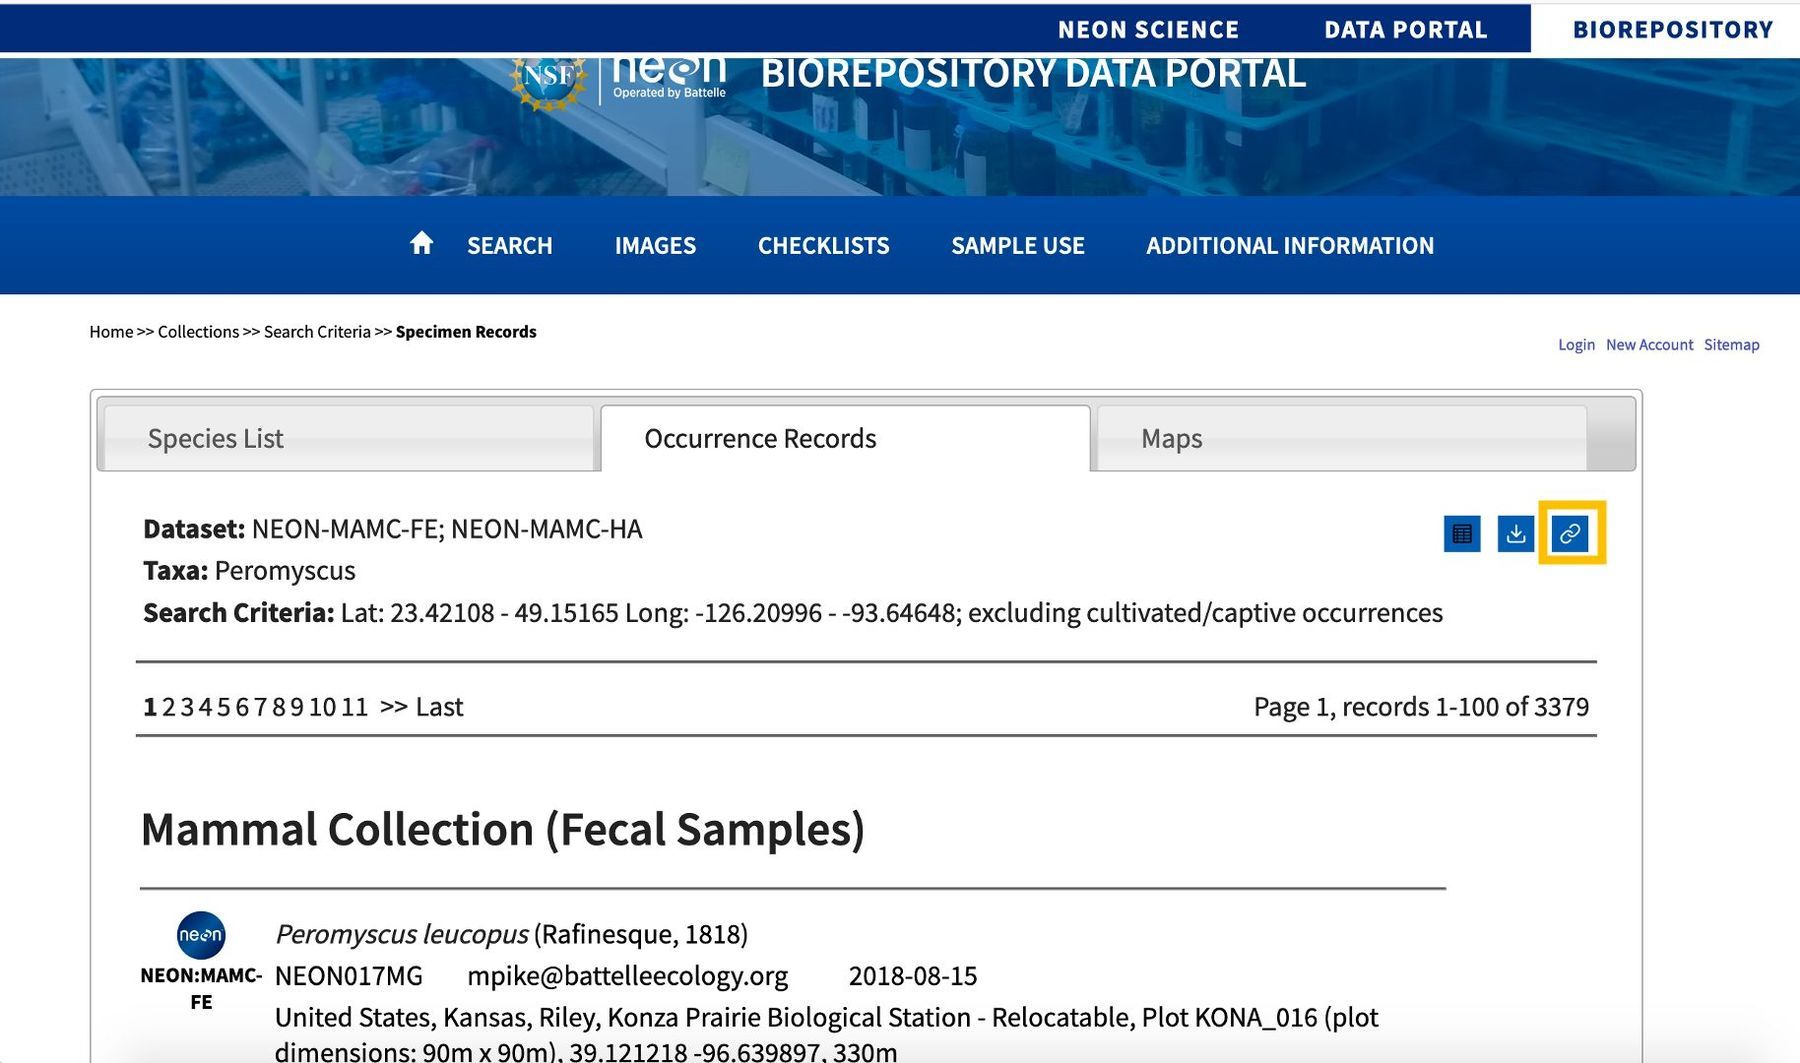 NEON SCIENCE DATA PORTAL BIOREPOSITORY
NSF neon BIOREPOSITORY DATA PORTAL
Operated by Battelle
SEARCH IMAGES CHECKLISTS SAMPLE USE ADDITIONAL INFORMATION
Home >> Collections >> Search Criteria >> Specimen Records
Login New Account Sitemap
Species List Occurrence Records Maps
Dataset: NEON-MAMC-FE; NEON-MAMC-HA
Taxa: Peromyscus
Search Criteria: Lat: 23.42108 - 49.15165 Long: -126.20996 - -93.64648; excluding cultivated/captive occurrences
1 2 3 4 5 6 7 8 9 10 11 >> Last Page 1, records 1-100 of 3379
Mammal Collection (Fecal Samples)
neon Peromyscus leucopus (Rafinesque, 1818)
NEON:MAMC- NEON017MG mpike@battelleecology.org 2018-08-15
FE
United States, Kansas, Riley, Konza Prairie Biological Station - Relocatable, Plot KONA_016 (plot
dimensions: 90m x 90m), 39.121218 -96.639897, 330m